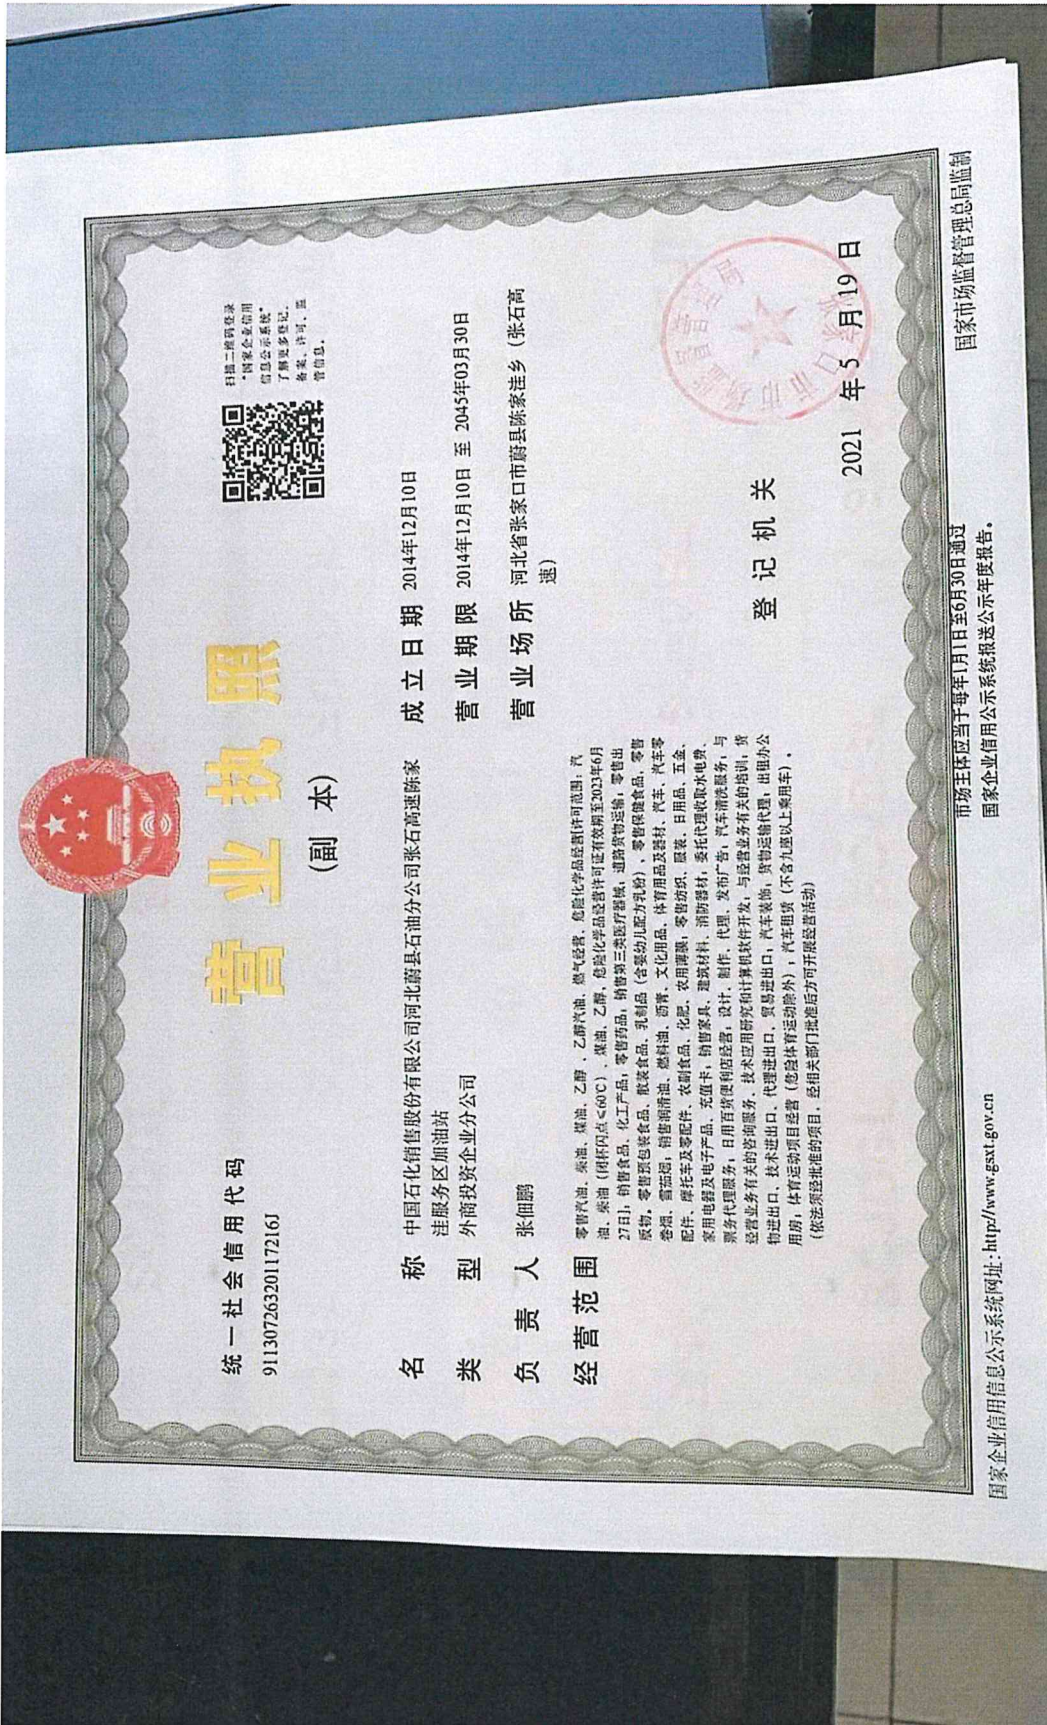 营业执照
(副 本)
统一社会信用代码
91130726320117216J
扫描二维码登录
“国家企业信用
信息公示系统”
了解更多登记、
备案、许可、监
管信息。
名 称 中国石化销售股份有限公司河北蔚县石油分公司张石高速陈家
洼服务区加油站
类 型 外商投资企业分公司
负 责 人 张佃鹏
经营范围 零售汽油、柴油、煤油、乙醇、乙醇汽油、燃气经营、危险化学品经营[许可范围:汽
油、柴油(闭杯闪点≤60℃)、煤油、乙醇,危险化学品经营许可证有效期至2023年6月
27日];销售食品、化工产品;零售药品;销售第三类医疗器械;道路货物运输;零售出
版物。零售预包装食品、散装食品、乳制品(含婴幼儿配方乳粉)、零售保健食品、零售
卷烟、雪茄烟;销售润滑油、燃料油、沥青、文化用品、体育用品及器材、汽车、汽车零
配件、摩托车及零配件、农副食品、化肥、农用薄膜;零售纺织、服装、日用品、五金、
家用电器及电子产品、充值卡;销售家具、建筑材料、消防器材;委托代理收取水电费、
票务代理服务;日用百货便利店经营;设计、制作、代理、发布广告;汽车清洗服务;与
经营业务有关的咨询服务、技术应用研究和计算机软件开发;与经营业务有关的培训;货
物进出口、技术进出口、代理进出口、贸易进出口;汽车装饰;货物运输代理;出租办公
用房;体育运动项目经营(危险体育运动除外);汽车租赁(不含九座以上乘用车)。
(依法须经批准的项目,经相关部门批准后方可开展经营活动)
成立日期 2014年12月10日
营业期限 2014年12月10日 至 2045年03月30日
营业场所 河北省张家口市蔚县陈家洼乡(张石高
速)
登记机关
2021 年 5 月 19 日
国家企业信用信息公示系统网址:http://www.gsxt.gov.cn
市场主体应当于每年1月1日至6月30日通过
国家企业信用公示系统报送公示年度报告。
国家市场监督管理总局监制